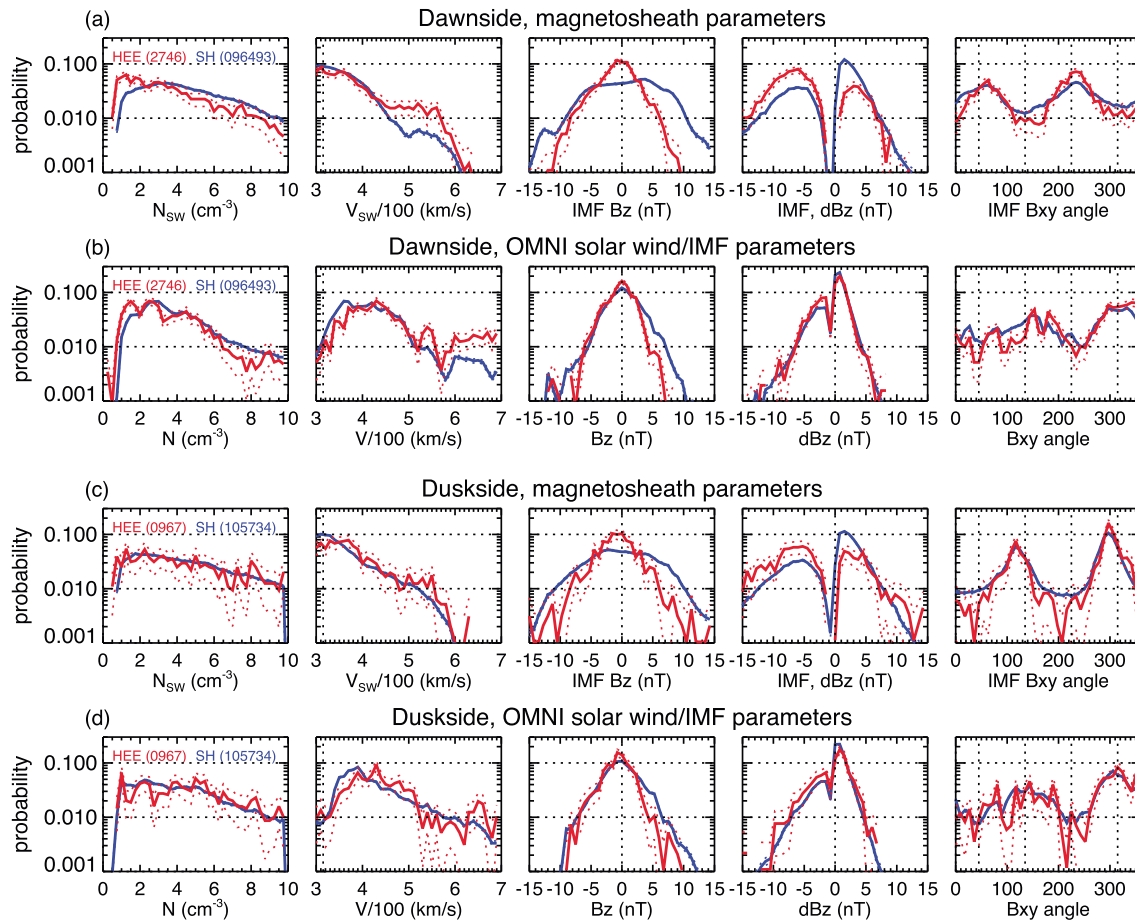 (a) Dawnside, magnetosheath parameters
probability
0.100
0.010
0.001
HEE (2746) SH (096493)
0 2 4 6 8 10
3 4 5 6 7
-15 -10 -5 0 5 10 15
-15 -10 -5 0 5 10 15
0 100 200 300
N_SW (cm^-3)
V_SW/100 (km/s)
IMF Bz (nT)
IMF, dBz (nT)
IMF Bxy angle
(b) Dawnside, OMNI solar wind/IMF parameters
probability
0.100
0.010
0.001
HEE (2746) SH (096493)
0 2 4 6 8 10
3 4 5 6 7
-15 -10 -5 0 5 10 15
-15 -10 -5 0 5 10 15
0 100 200 300
N (cm^-3)
V/100 (km/s)
Bz (nT)
dBz (nT)
Bxy angle
(c) Duskside, magnetosheath parameters
probability
0.100
0.010
0.001
HEE (0967) SH (105734)
0 2 4 6 8 10
3 4 5 6 7
-15 -10 -5 0 5 10 15
-15 -10 -5 0 5 10 15
0 100 200 300
N_SW (cm^-3)
V_SW/100 (km/s)
IMF Bz (nT)
IMF, dBz (nT)
IMF Bxy angle
(d) Duskside, OMNI solar wind/IMF parameters
probability
0.100
0.010
0.001
HEE (0967) SH (105734)
0 2 4 6 8 10
3 4 5 6 7
-15 -10 -5 0 5 10 15
-15 -10 -5 0 5 10 15
0 100 200 300
N (cm^-3)
V/100 (km/s)
Bz (nT)
dBz (nT)
Bxy angle